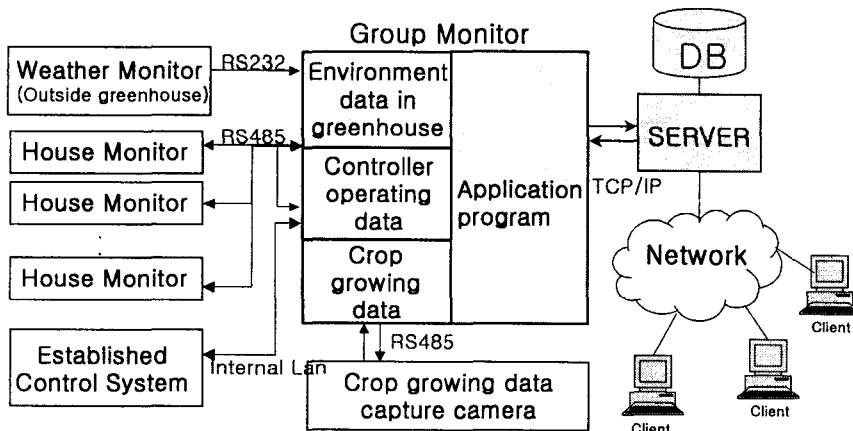 Group Monitor
Weather Monitor
(Outside greenhouse)
RS232
House Monitor
RS485
House Monitor
House Monitor
Established
Control System
Internal Lan
Environment
data in
greenhouse
Controller
operating
data
Crop
growing
data
Application
program
RS485
Crop growing data
capture camera
DB
SERVER
TCP/IP
Network
Client
Client
Client